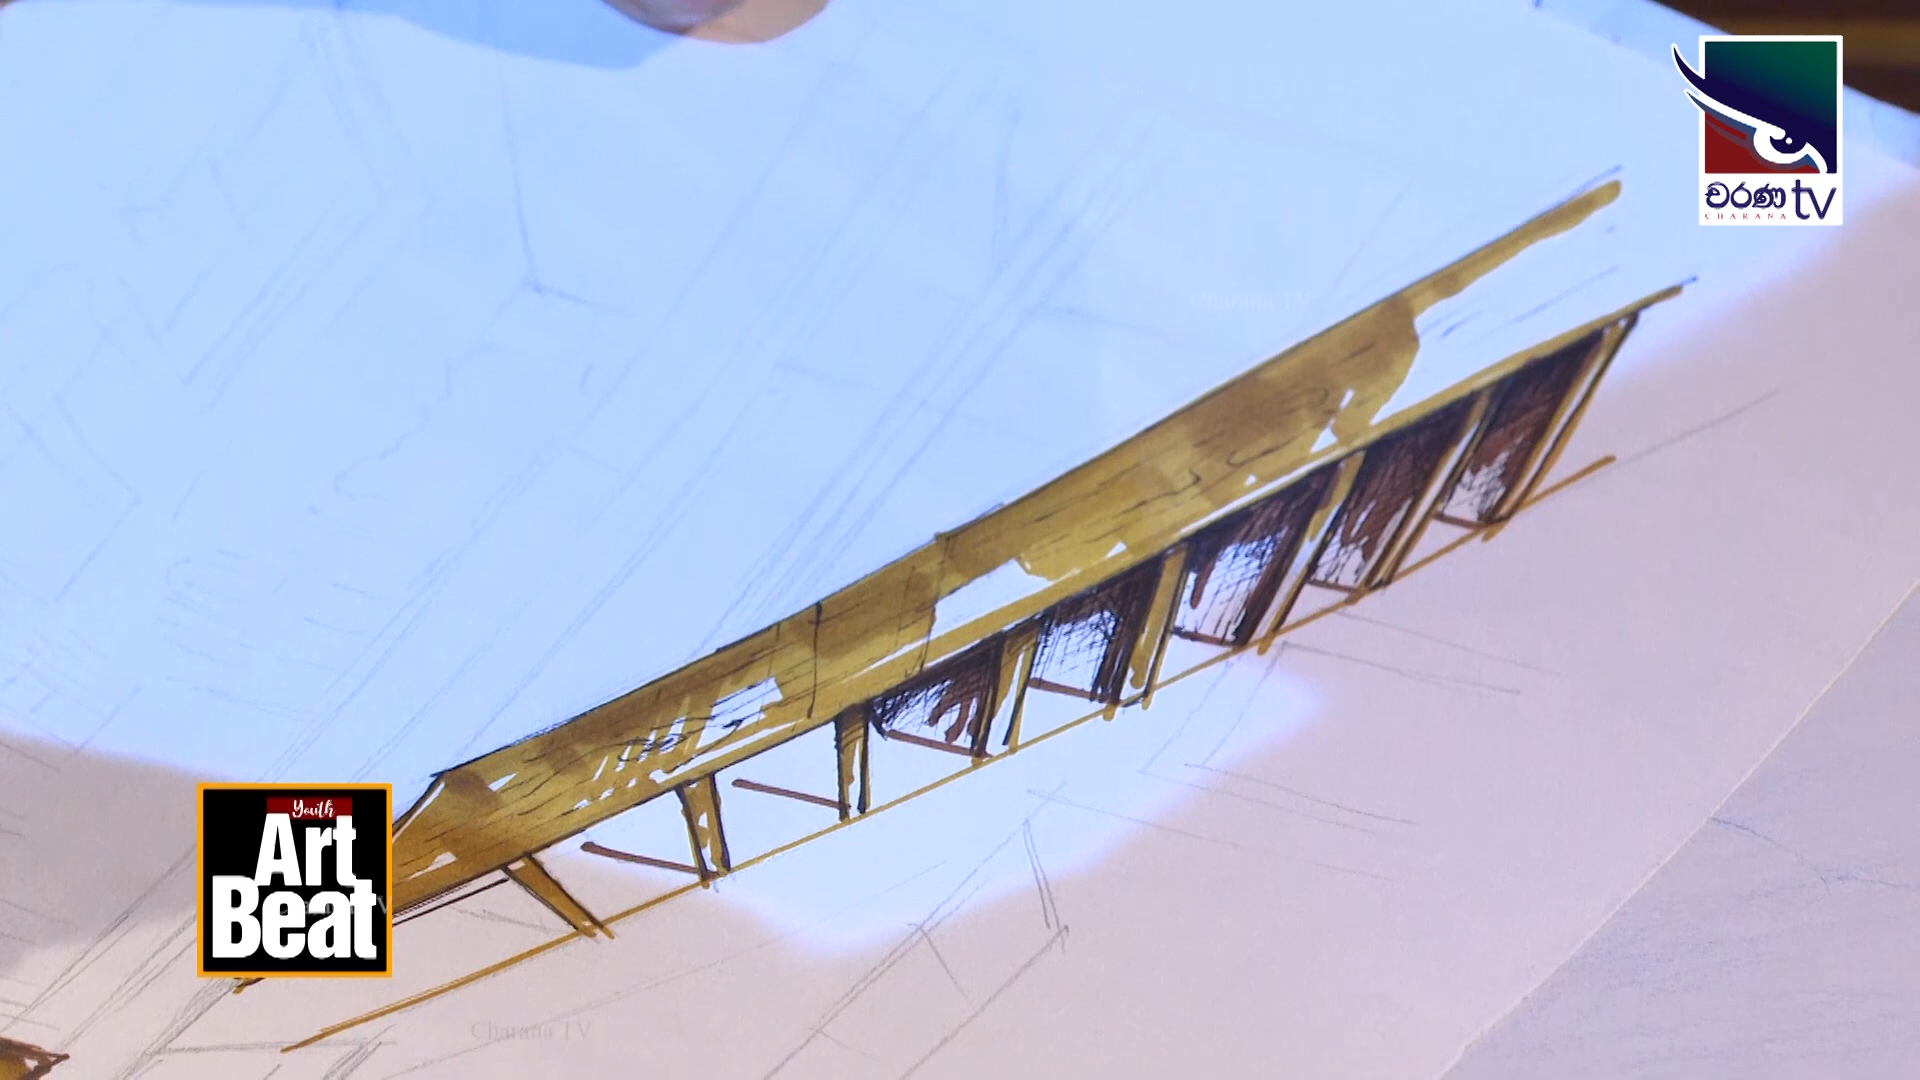 චරණ tv
CHARANA
Charana TV
Youth
Art
Beat
Charana TV